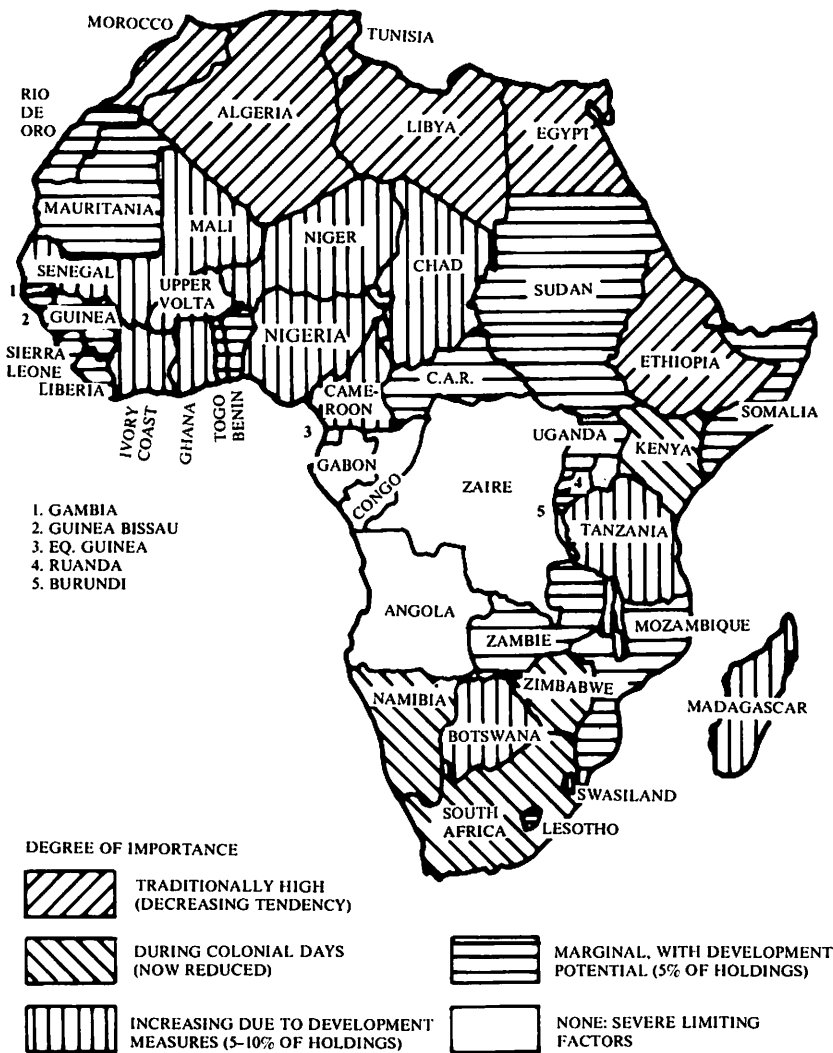 MOROCCO
TUNISIA
RIO
DE
ORO
ALGERIA
LIBYA
EGYPT
MAURITANIA
MALI
NIGER
CHAD
SUDAN
SENEGAL
UPPER
VOLTA
1
2
GUINEA
NIGERIA
ETHIOPIA
SIERRA
LEONE
LIBERIA
C.A.R.
CAME-
ROON
SOMALIA
IVORY
COAST
GHANA
TOGO
BENIN
3
UGANDA
KENYA
GABON
CONGO
ZAIRE
4
5
TANZANIA
1. GAMBIA
2. GUINEA BISSAU
3. EQ. GUINEA
4. RUANDA
5. BURUNDI
ANGOLA
ZAMBIE
MOZAMBIQUE
NAMIBIA
ZIMBABWE
MADAGASCAR
BOTSWANA
SWASILAND
SOUTH
AFRICA
LESOTHO
DEGREE OF IMPORTANCE
TRADITIONALLY HIGH
(DECREASING TENDENCY)
DURING COLONIAL DAYS
(NOW REDUCED)
INCREASING DUE TO DEVELOPMENT
MEASURES (5-10% OF HOLDINGS)
MARGINAL, WITH DEVELOPMENT
POTENTIAL (5% OF HOLDINGS)
NONE: SEVERE LIMITING
FACTORS